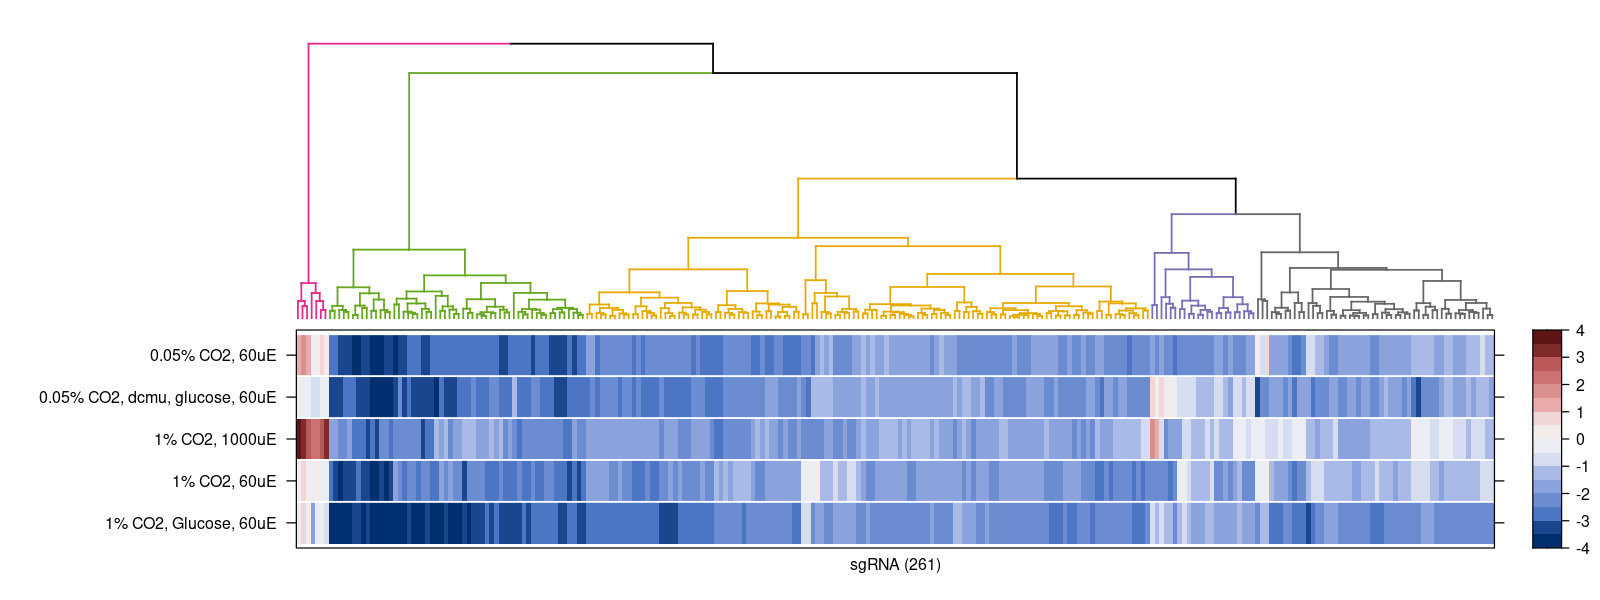 0.05% CO2, 60uE
0.05% CO2, dcmu, glucose, 60uE
1% CO2, 1000uE
1% CO2, 60uE
1% CO2, Glucose, 60uE
sgRNA (261)
4
3
2
1
0
-1
-2
-3
-4